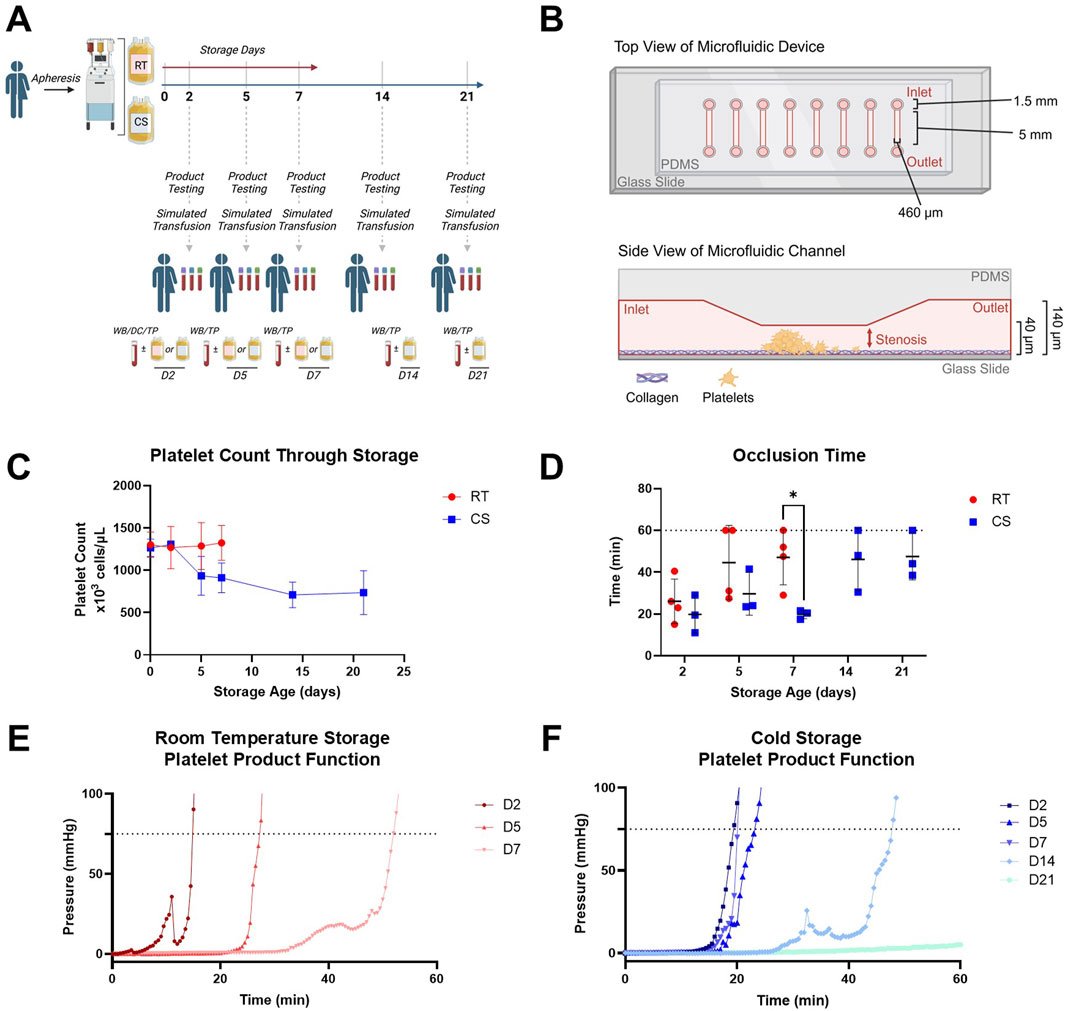 A
Apheresis
RT
CS
Storage Days
0 2 5 7 14 21
Product Testing Product Testing Product Testing Product Testing Product Testing
Simulated Transfusion Simulated Transfusion Simulated Transfusion Simulated Transfusion Simulated Transfusion
WB/DC/TP WB/TP WB/TP WB/TP WB/TP
± or ± or ± or ± ±
D2 D5 D7 D14 D21
B
Top View of Microfluidic Device
Inlet
1.5 mm
5 mm
PDMS
Outlet
Glass Slide
460 µm
Side View of Microfluidic Channel
PDMS
Inlet
Outlet
Stenosis
40 µm
140 µm
Glass Slide
Collagen
Platelets
C
Platelet Count Through Storage
Platelet Count
x10³ cells/µL
2000
1500
1000
500
0
0 5 10 15 20 25
Storage Age (days)
RT
CS
D
Occlusion Time
Time (min)
80
60
40
20
0
*
2 5 7 14 21
Storage Age (days)
RT
CS
E
Room Temperature Storage
Platelet Product Function
Pressure (mmHg)
100
50
0
0 20 40 60
Time (min)
D2
D5
D7
F
Cold Storage
Platelet Product Function
Pressure (mmHg)
100
50
0
0 20 40 60
Time (min)
D2
D5
D7
D14
D21